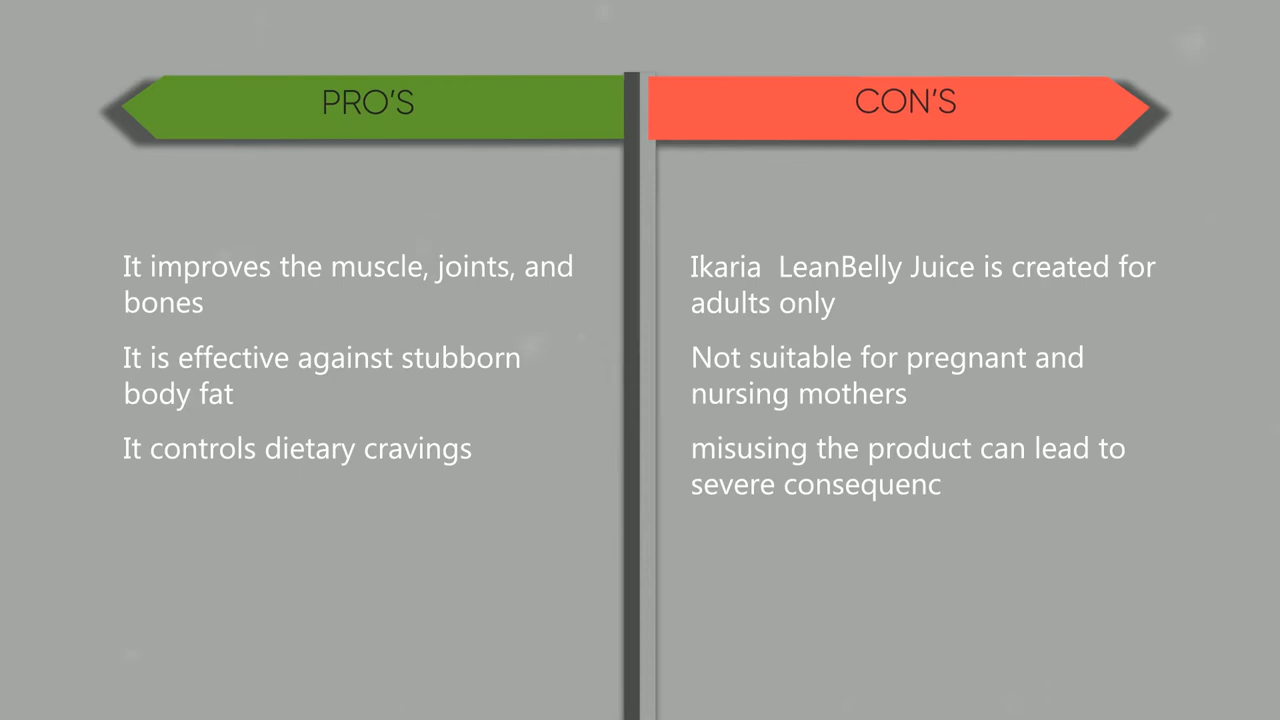 PRO'S
It improves the muscle, joints, and
bones
It is effective against stubborn
body fat
It controls dietary cravings
CON'S
Ikaria  LeanBelly Juice is created for
adults only
Not suitable for pregnant and
nursing mothers
misusing the product can lead to
severe consequenc